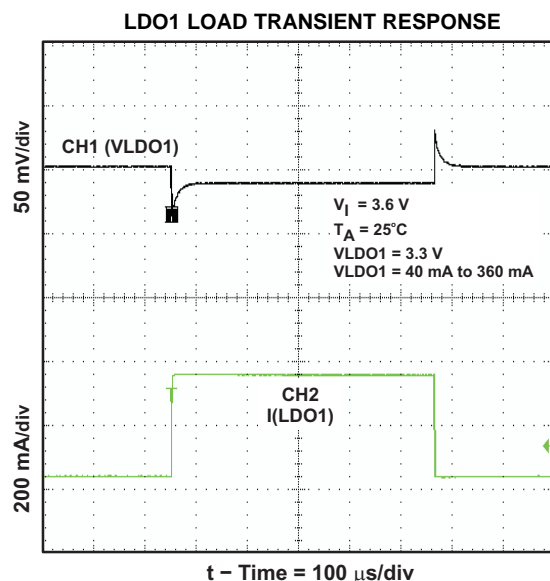 LDO1 LOAD TRANSIENT RESPONSE
50 mV/div
CH1 (VLDO1)
VI = 3.6 V
TA = 25°C
VLDO1 = 3.3 V
VLDO1 = 40 mA to 360 mA
200 mA/div
CH2
I(LDO1)
t − Time = 100 μs/div